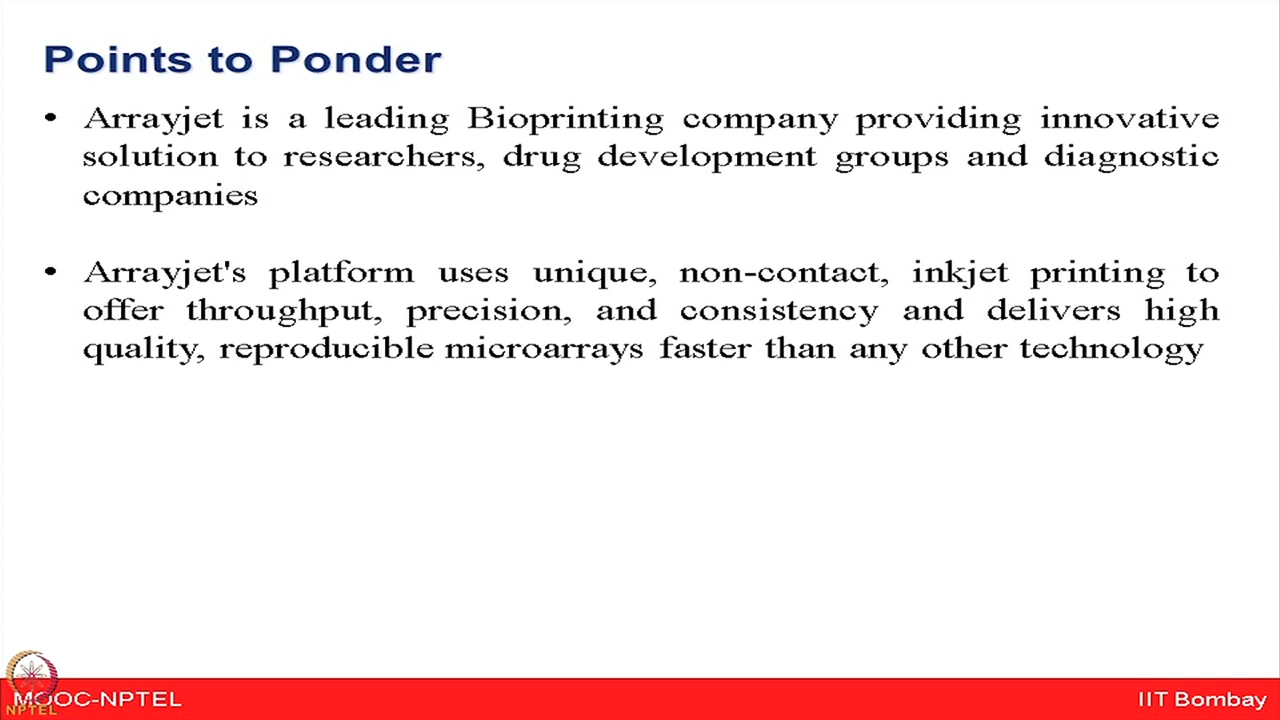 Points to Ponder
• Arrayjet is a leading Bioprinting company providing innovative
solution to researchers, drug development groups and diagnostic
companies
• Arrayjet's platform uses unique, non-contact, inkjet printing to
offer throughput, precision, and consistency and delivers high
quality, reproducible microarrays faster than any other technology
MOOC-NPTEL
NPTEL
IIT Bombay